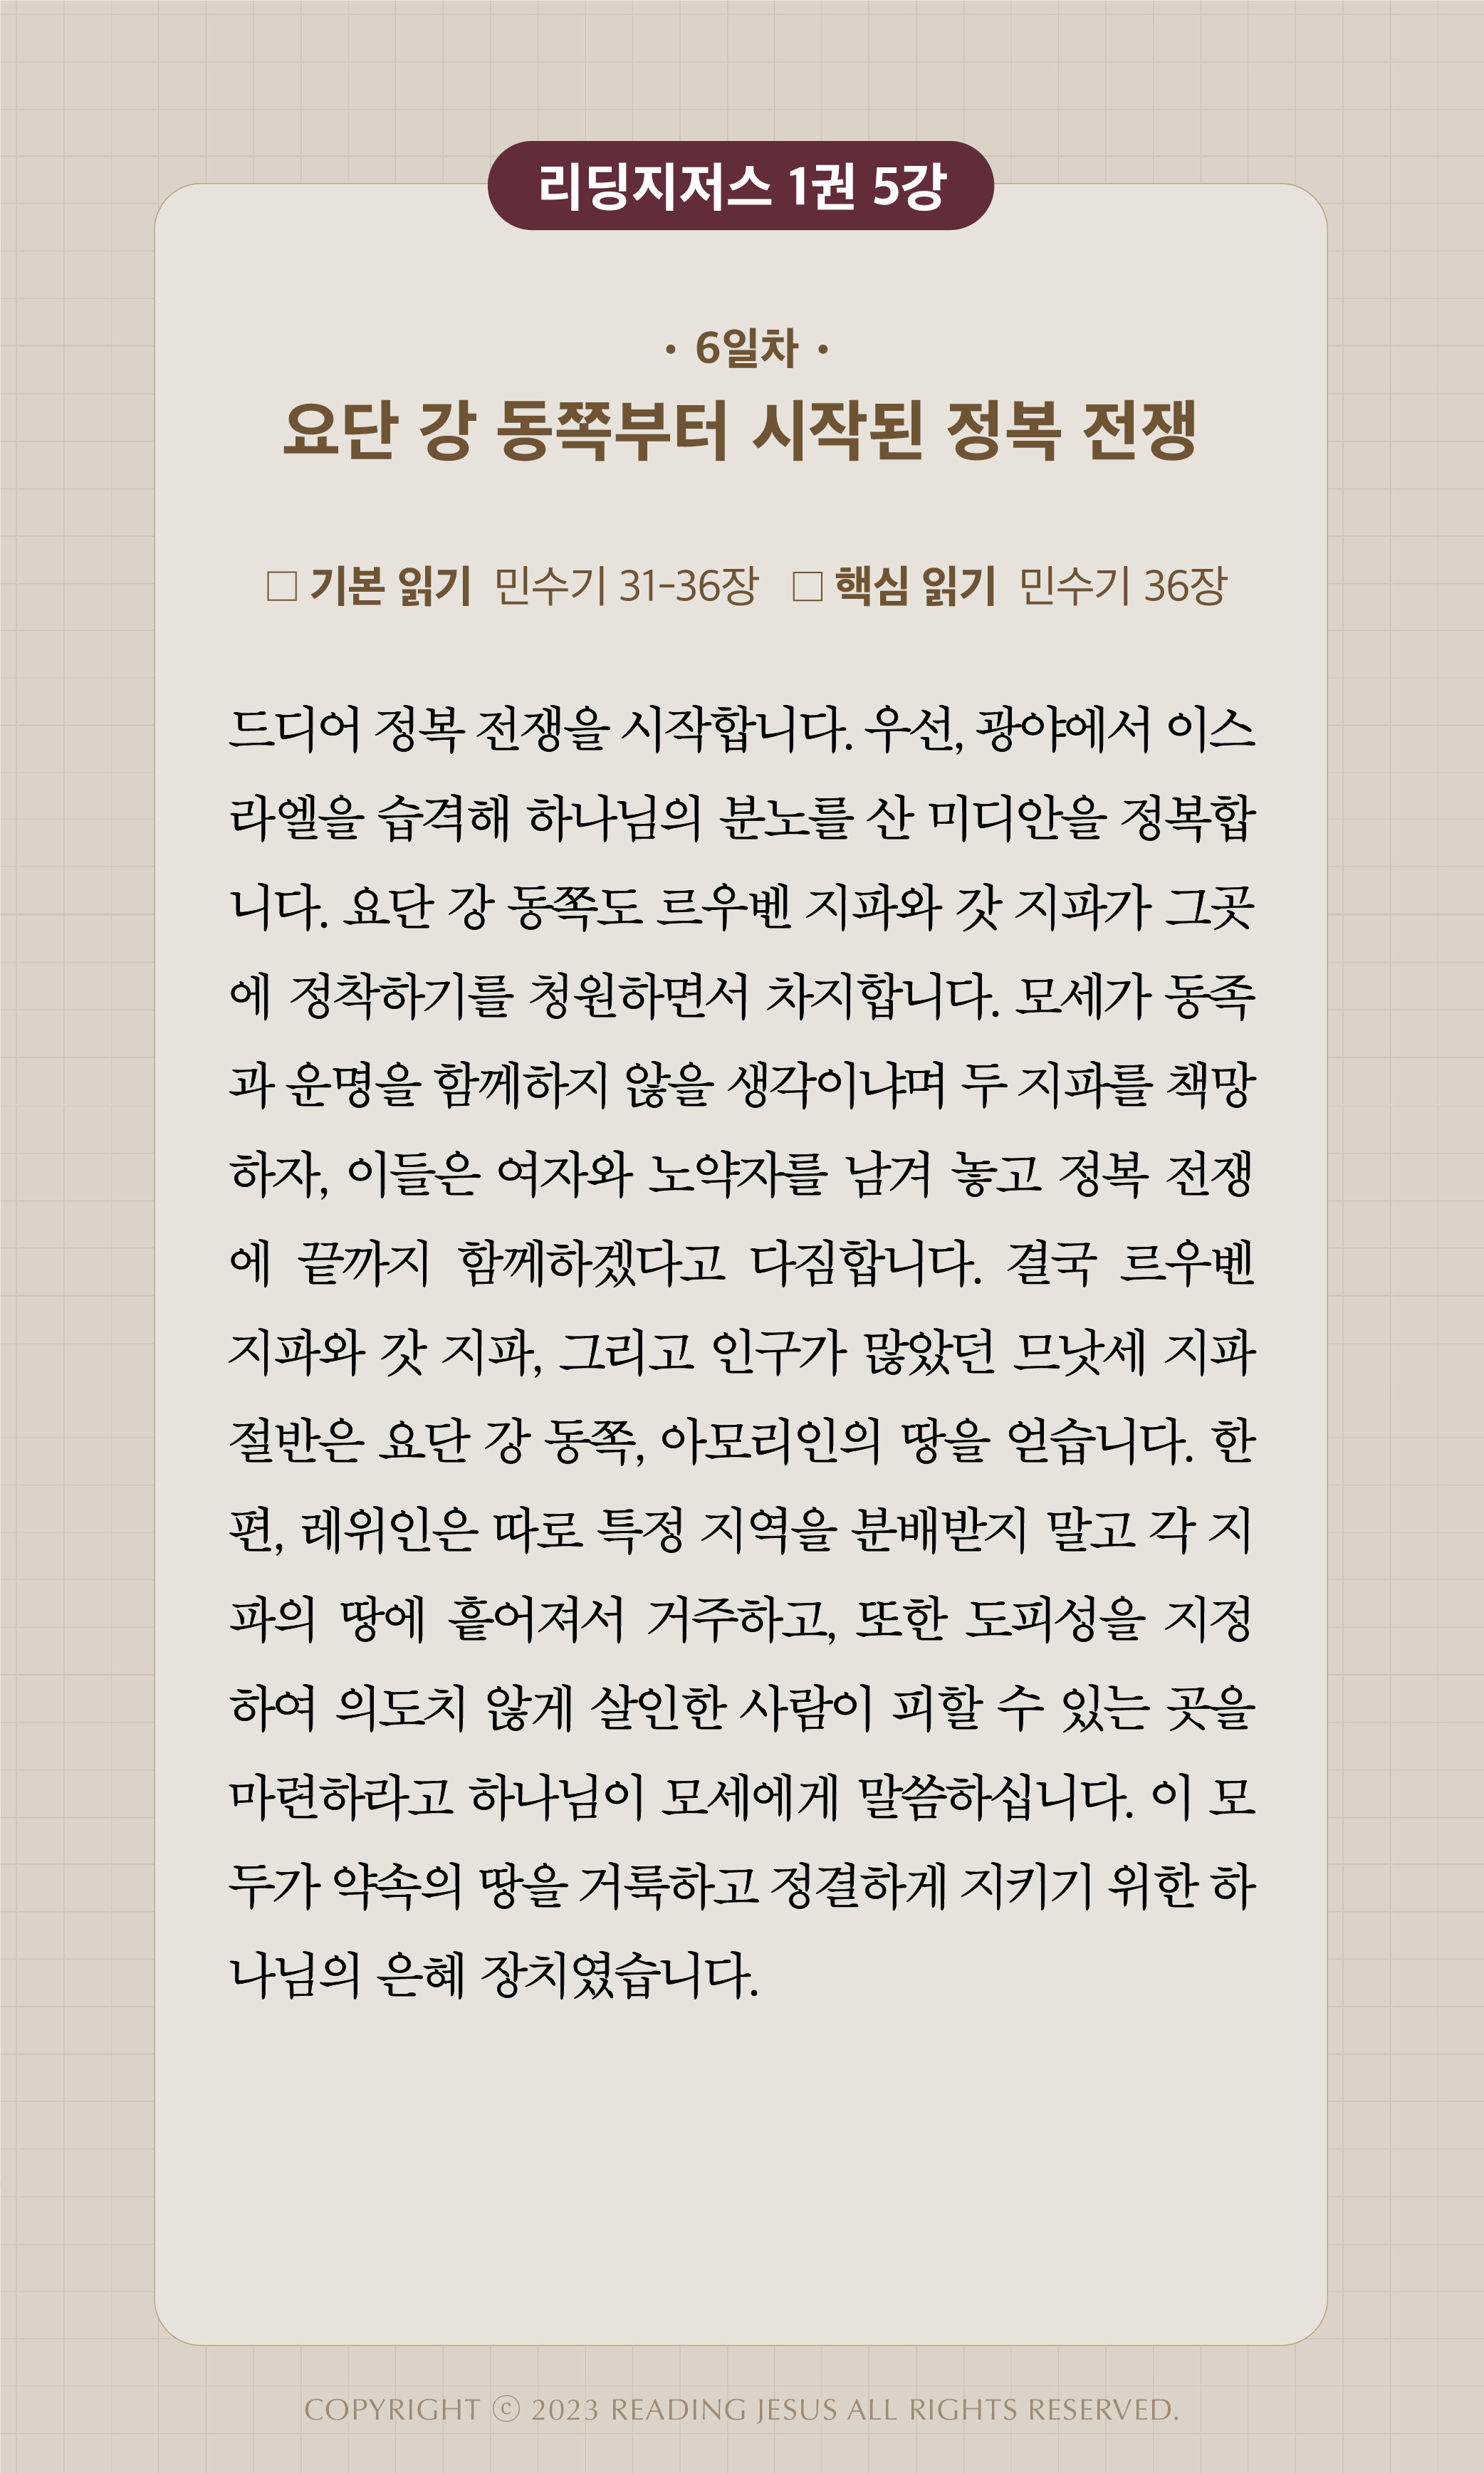 리딩지저스 1권 5강
· 6일차 ·
요단 강 동쪽부터 시작된 정복 전쟁
□ 기본 읽기 민수기 31-36장 □ 핵심 읽기 민수기 36장
드디어 정복 전쟁을 시작합니다. 우선, 광야에서 이스
라엘을 습격해 하나님의 분노를 산 미디안을 정복합
니다. 요단 강 동쪽도 르우벤 지파와 갓 지파가 그곳
에 정착하기를 청원하면서 차지합니다. 모세가 동족
과 운명을 함께하지 않을 생각이냐며 두 지파를 책망
하자, 이들은 여자와 노약자를 남겨 놓고 정복 전쟁
에 끝까지 함께하겠다고 다짐합니다. 결국 르우벤
지파와 갓 지파, 그리고 인구가 많았던 므낫세 지파
절반은 요단 강 동쪽, 아모리인의 땅을 얻습니다. 한
편, 레위인은 따로 특정 지역을 분배받지 말고 각 지
파의 땅에 흩어져서 거주하고, 또한 도피성을 지정
하여 의도치 않게 살인한 사람이 피할 수 있는 곳을
마련하라고 하나님이 모세에게 말씀하십니다. 이 모
두가 약속의 땅을 거룩하고 정결하게 지키기 위한 하
나님의 은혜 장치였습니다.
COPYRIGHT ⓒ 2023 READING JESUS ALL RIGHTS RESERVED.